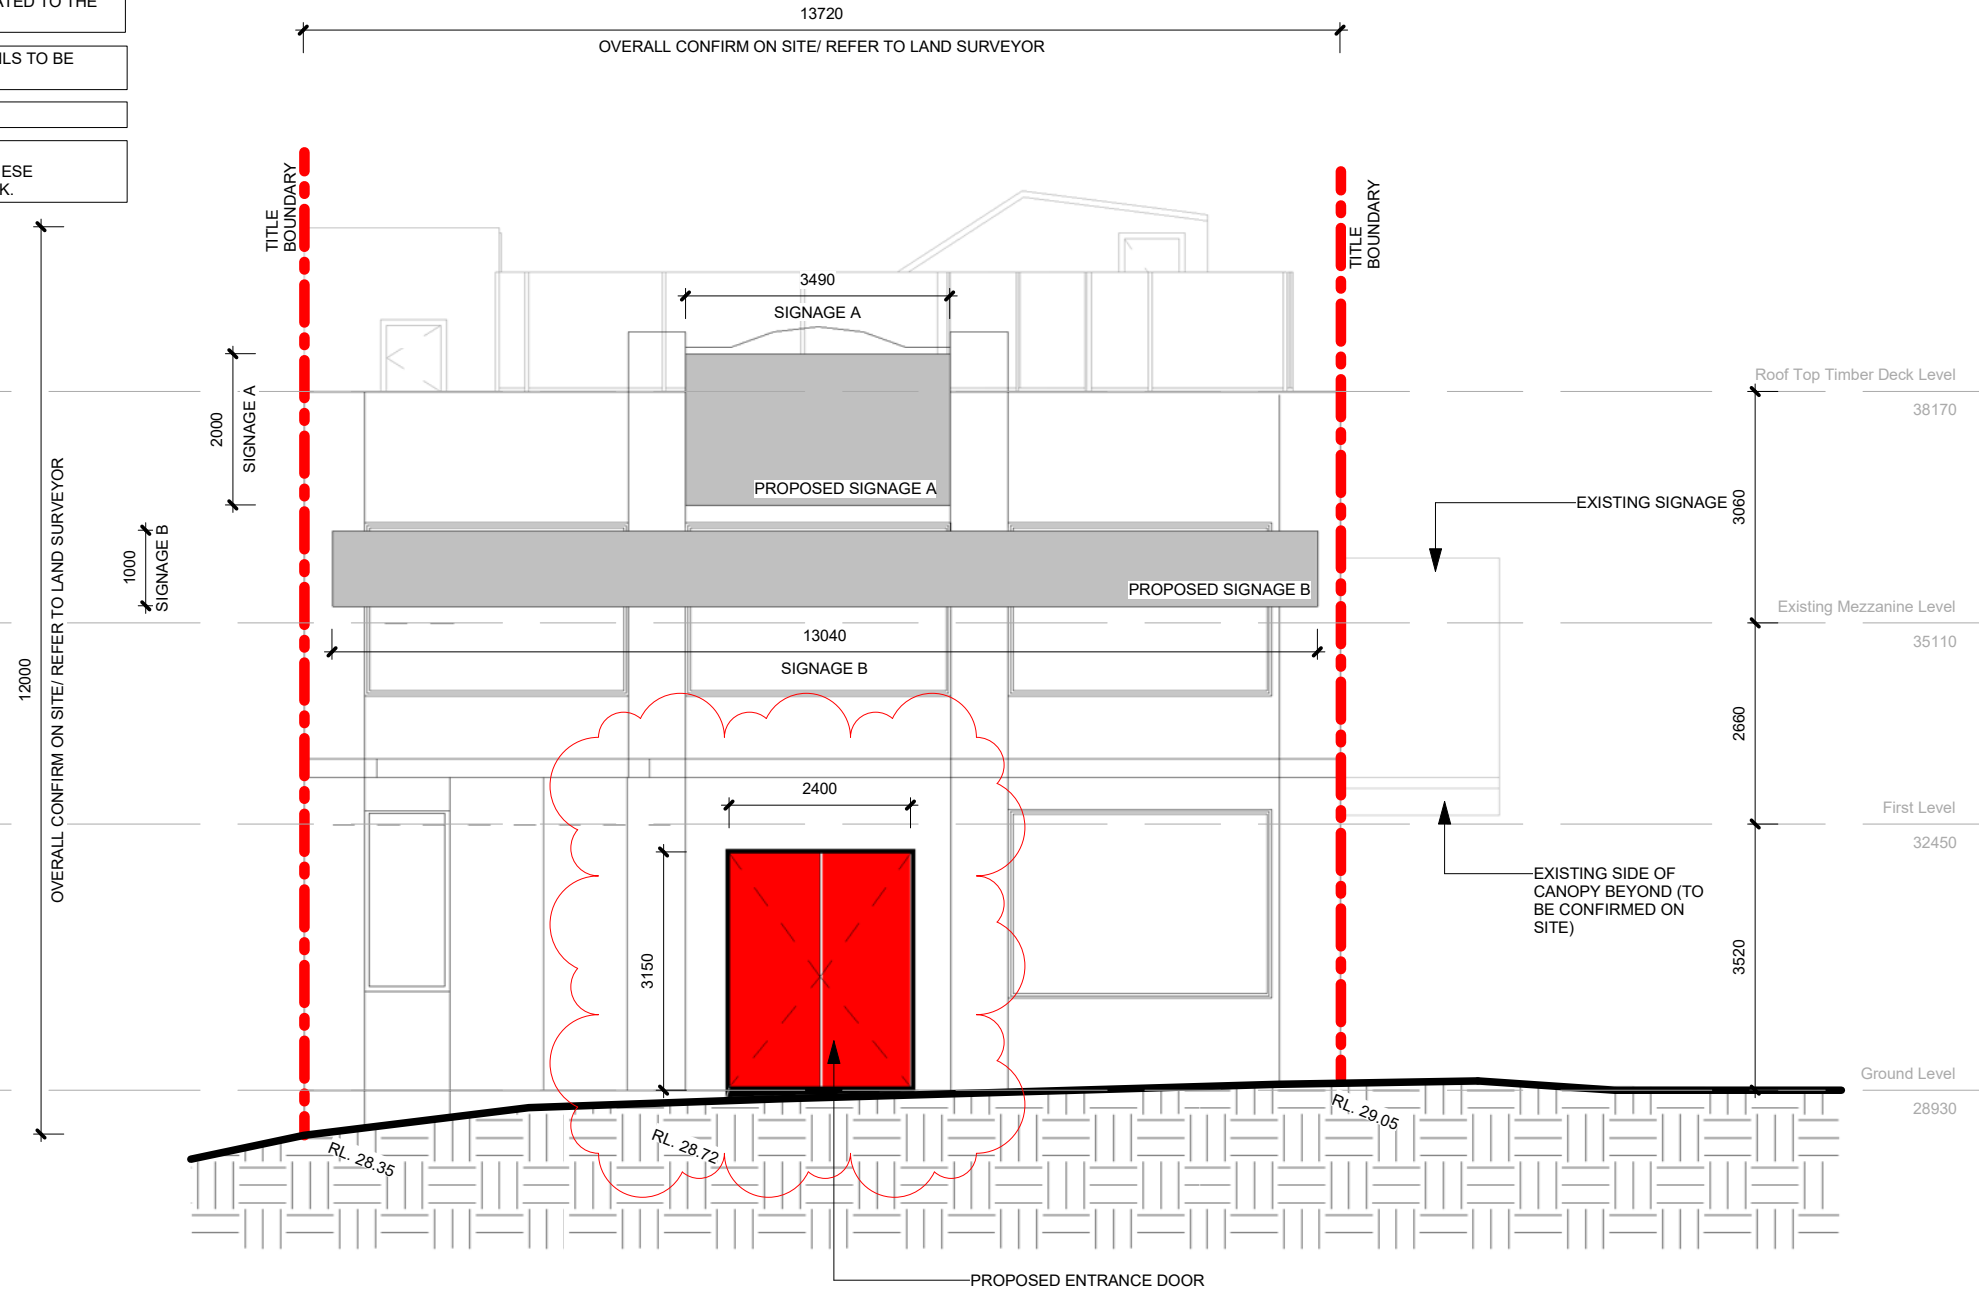 ATED TO THE
ILS TO BE
ESE
K.
13720
OVERALL CONFIRM ON SITE/ REFER TO LAND SURVEYOR
TITLE
BOUNDARY
TITLE
BOUNDARY
3490
SIGNAGE A
2000
SIGNAGE A
PROPOSED SIGNAGE A
Roof Top Timber Deck Level
38170
EXISTING SIGNAGE
3060
1000
SIGNAGE B
PROPOSED SIGNAGE B
Existing Mezzanine Level
35110
13040
SIGNAGE B
12000
OVERALL CONFIRM ON SITE/ REFER TO LAND SURVEYOR
2660
2400
First Level
32450
EXISTING SIDE OF
CANOPY BEYOND (TO
BE CONFIRMED ON
SITE)
3150
3520
Ground Level
28930
RL. 28.35
RL. 28.72
RL. 29.05
PROPOSED ENTRANCE DOOR